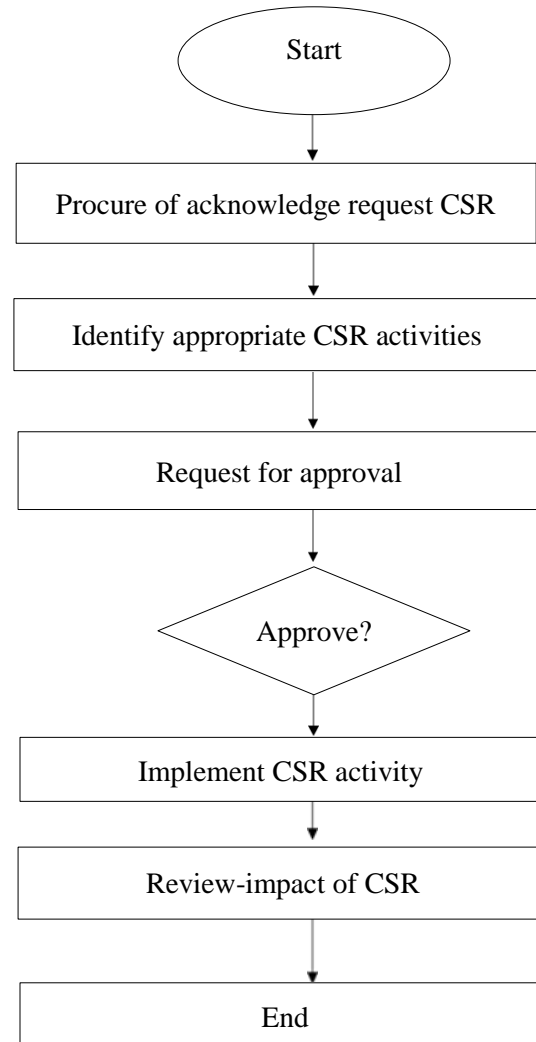 Start
Procure of acknowledge request CSR
Identify appropriate CSR activities
Request for approval
Approve?
Implement CSR activity
Review-impact of CSR
End